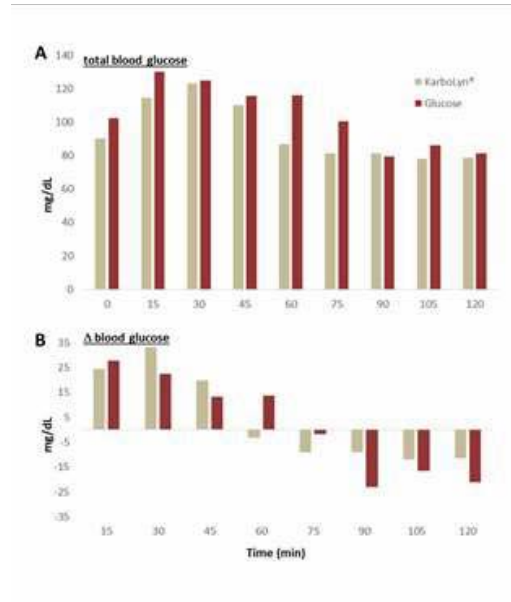 A
total blood glucose
140
120
100
80
60
40
20
0
mg/dL
KarboLyn®
Glucose
0 15 30 45 60 75 90 105 120
B
Δ blood glucose
35
25
15
5
-5
-15
-25
-35
mg/dL
15 30 45 60 75 90 105 120
Time (min)